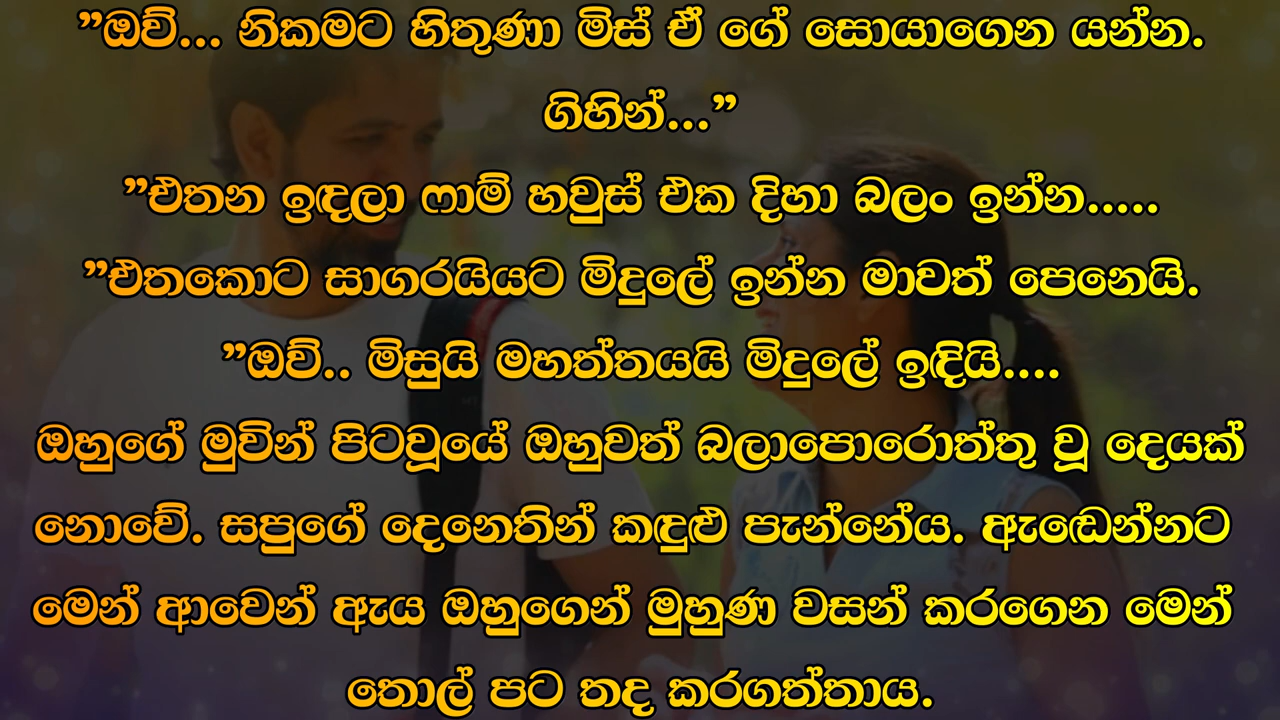 ”ඔව්... නිකමට හිතුණා මිස් ඒ ගේ සොයාගෙන යන්න.
ගිහින්...”
”එතන ඉඳලා ෆාම් හවුස් එක දිහා බලං ඉන්න.....
”එතකොට සාගරයියට මිදුලේ ඉන්න මාවත් පෙනෙයි.
”ඔව්.. මිසුයි මහත්තයයි මිදුලේ ඉඳියි....
ඔහුගේ මුවින් පිටවූයේ ඔහුවත් බලාපොරොත්තු වූ දෙයක්
නොවේ. සපුගේ දෙනෙතින් කඳුළු පැන්නේය. ඇඬෙන්නට
මෙන් ආවෙන් ඇය ඔහුගෙන් මුහුණ වසන් කරගෙන මෙන්
තොල් පට තද කරගත්තාය.